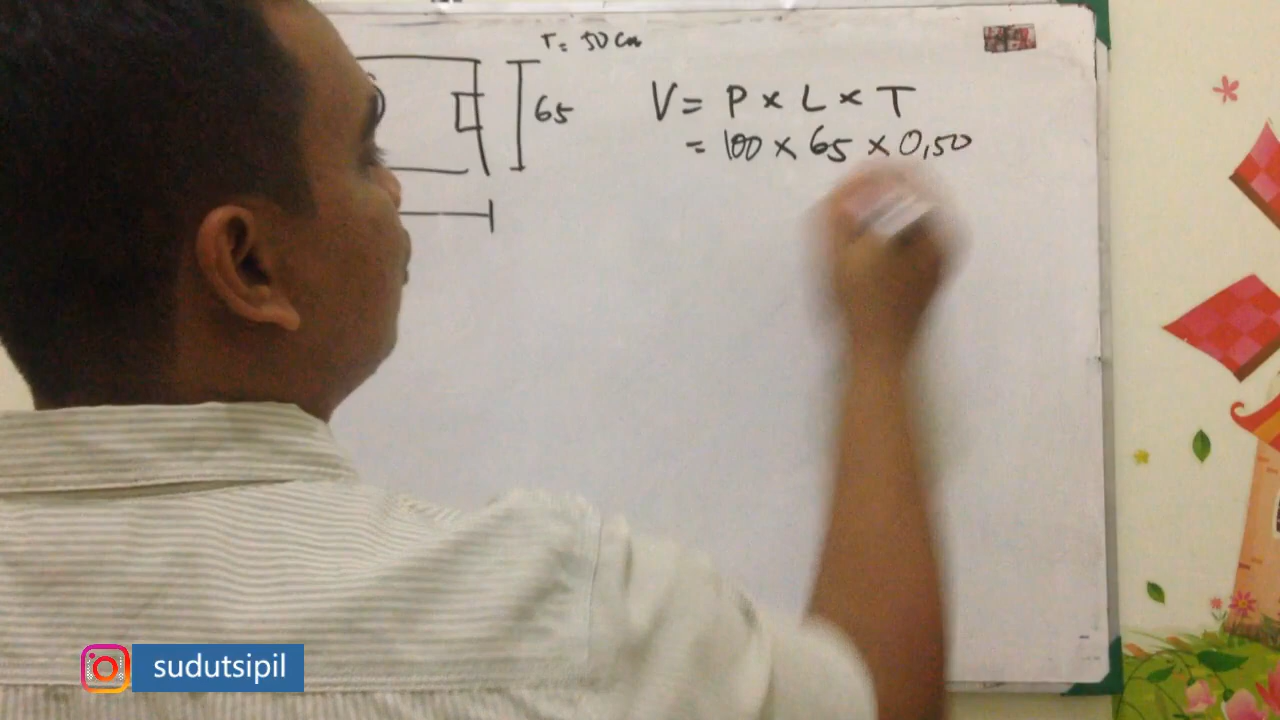 T = 50 cm
65
V = P × L × T
= 100 × 65 × 0,50
sudutsipil